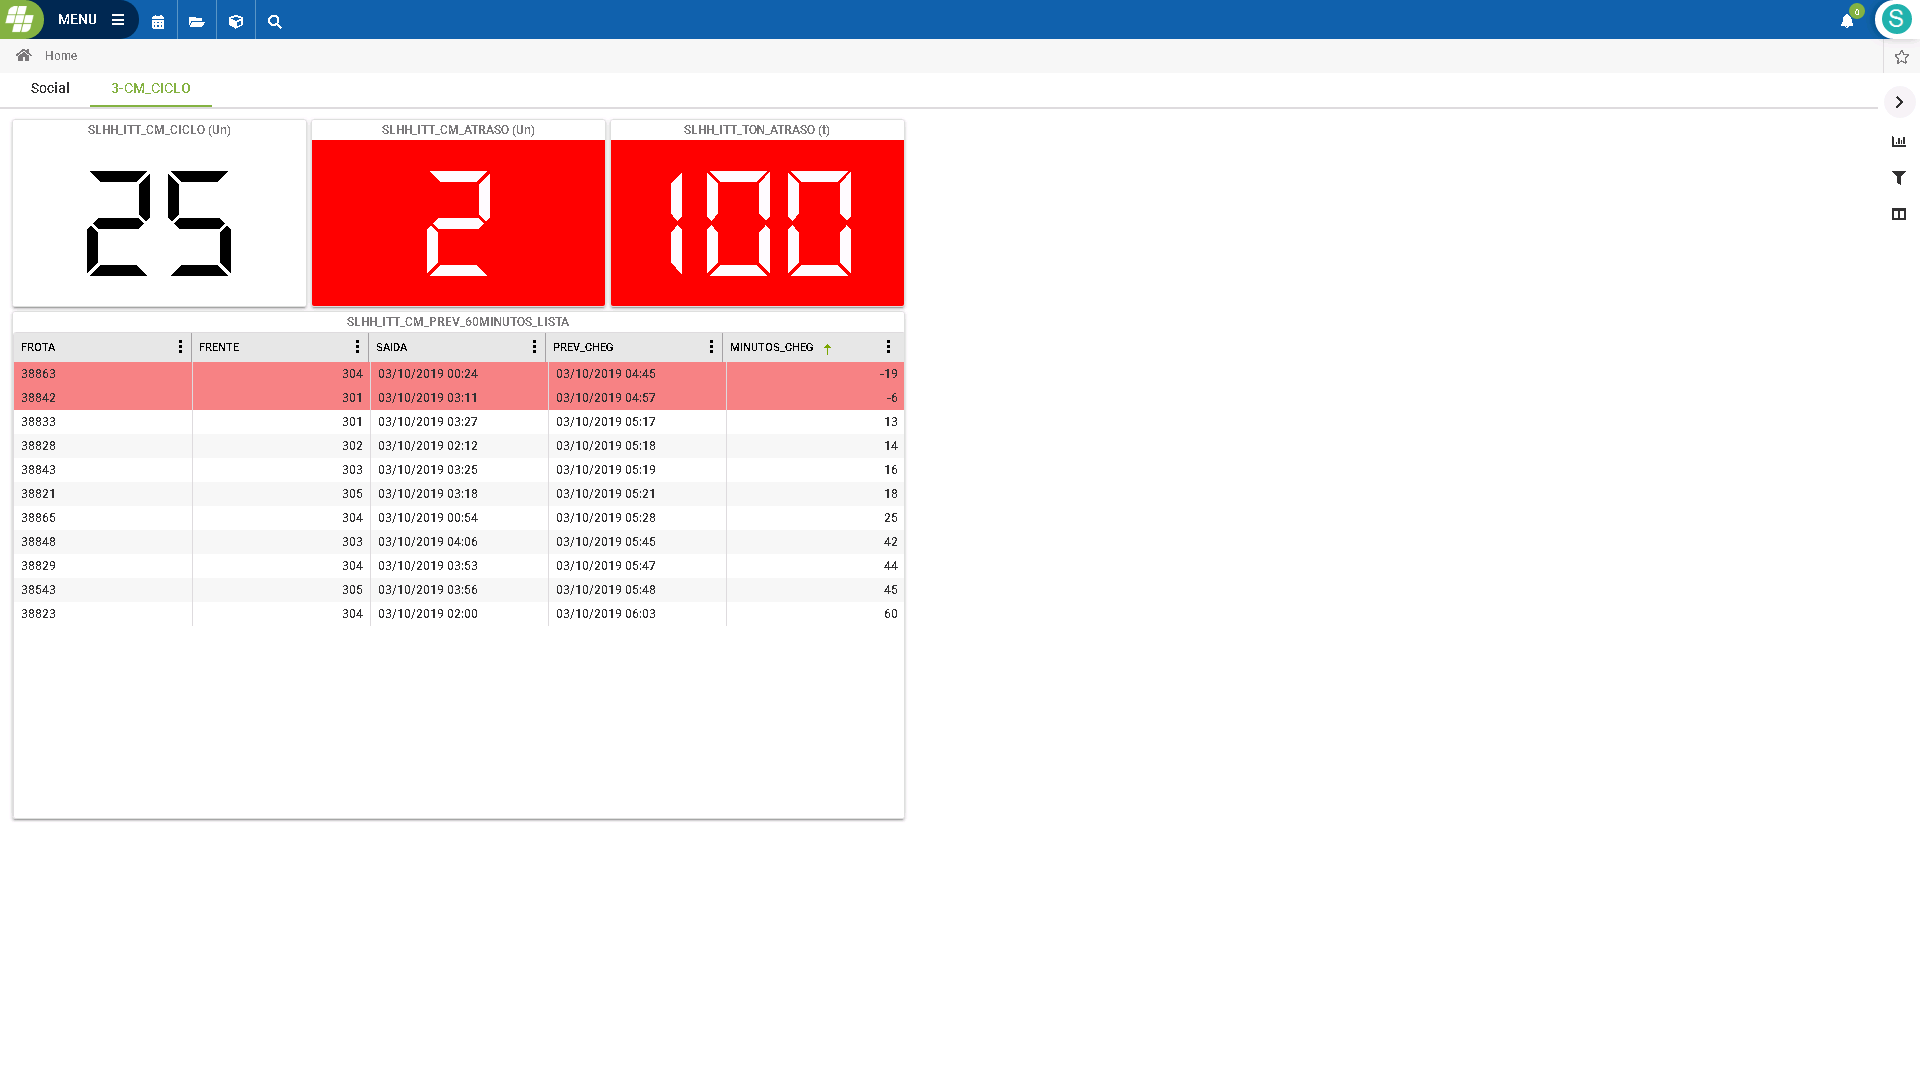 MENU
0
S
Home
Social 3-CM_CICLO
SLHH_ITT_CM_CICLO (Un) SLHH_ITT_CM_ATRASO (Un) SLHH_ITT_TON_ATRASO (t)
25 2 100
SLHH_ITT_CM_PREV_60MINUTOS_LISTA
FROTA FRENTE SAIDA PREV_CHEG MINUTOS_CHEG
38863 304 03/10/2019 00:24 03/10/2019 04:45 -19
38842 301 03/10/2019 03:11 03/10/2019 04:57 -6
38833 301 03/10/2019 03:27 03/10/2019 05:17 13
38828 302 03/10/2019 02:12 03/10/2019 05:18 14
38843 303 03/10/2019 03:25 03/10/2019 05:19 16
38821 305 03/10/2019 03:18 03/10/2019 05:21 18
38865 304 03/10/2019 00:54 03/10/2019 05:28 25
38848 303 03/10/2019 04:06 03/10/2019 05:45 42
38829 304 03/10/2019 03:53 03/10/2019 05:47 44
38543 305 03/10/2019 03:56 03/10/2019 05:48 45
38823 304 03/10/2019 02:00 03/10/2019 06:03 60